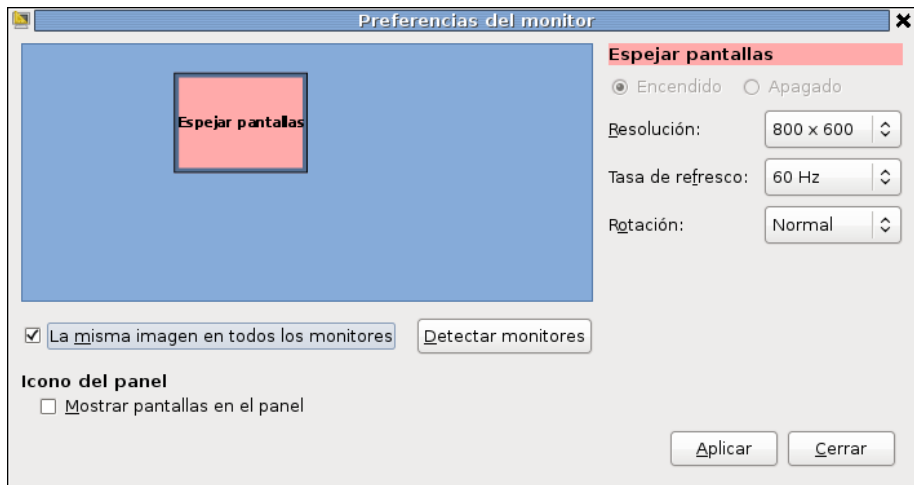 Preferencias del monitor
Espejar pantallas
Espejar pantallas
Encendido Apagado
Resolución: 800 x 600
Tasa de refresco: 60 Hz
Rotación: Normal
La misma imagen en todos los monitores
Detectar monitores
Icono del panel
Mostrar pantallas en el panel
Aplicar Cerrar